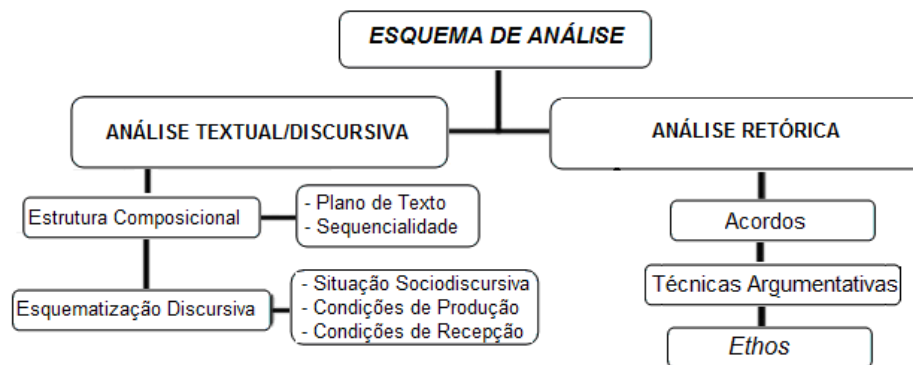 ESQUEMA DE ANÁLISE
ANÁLISE TEXTUAL/DISCURSIVA
ANÁLISE RETÓRICA
Estrutura Composicional
- Plano de Texto
- Sequencialidade
Acordos
Esquematização Discursiva
- Situação Sociodiscursiva
- Condições de Produção
- Condições de Recepção
Técnicas Argumentativas
Ethos